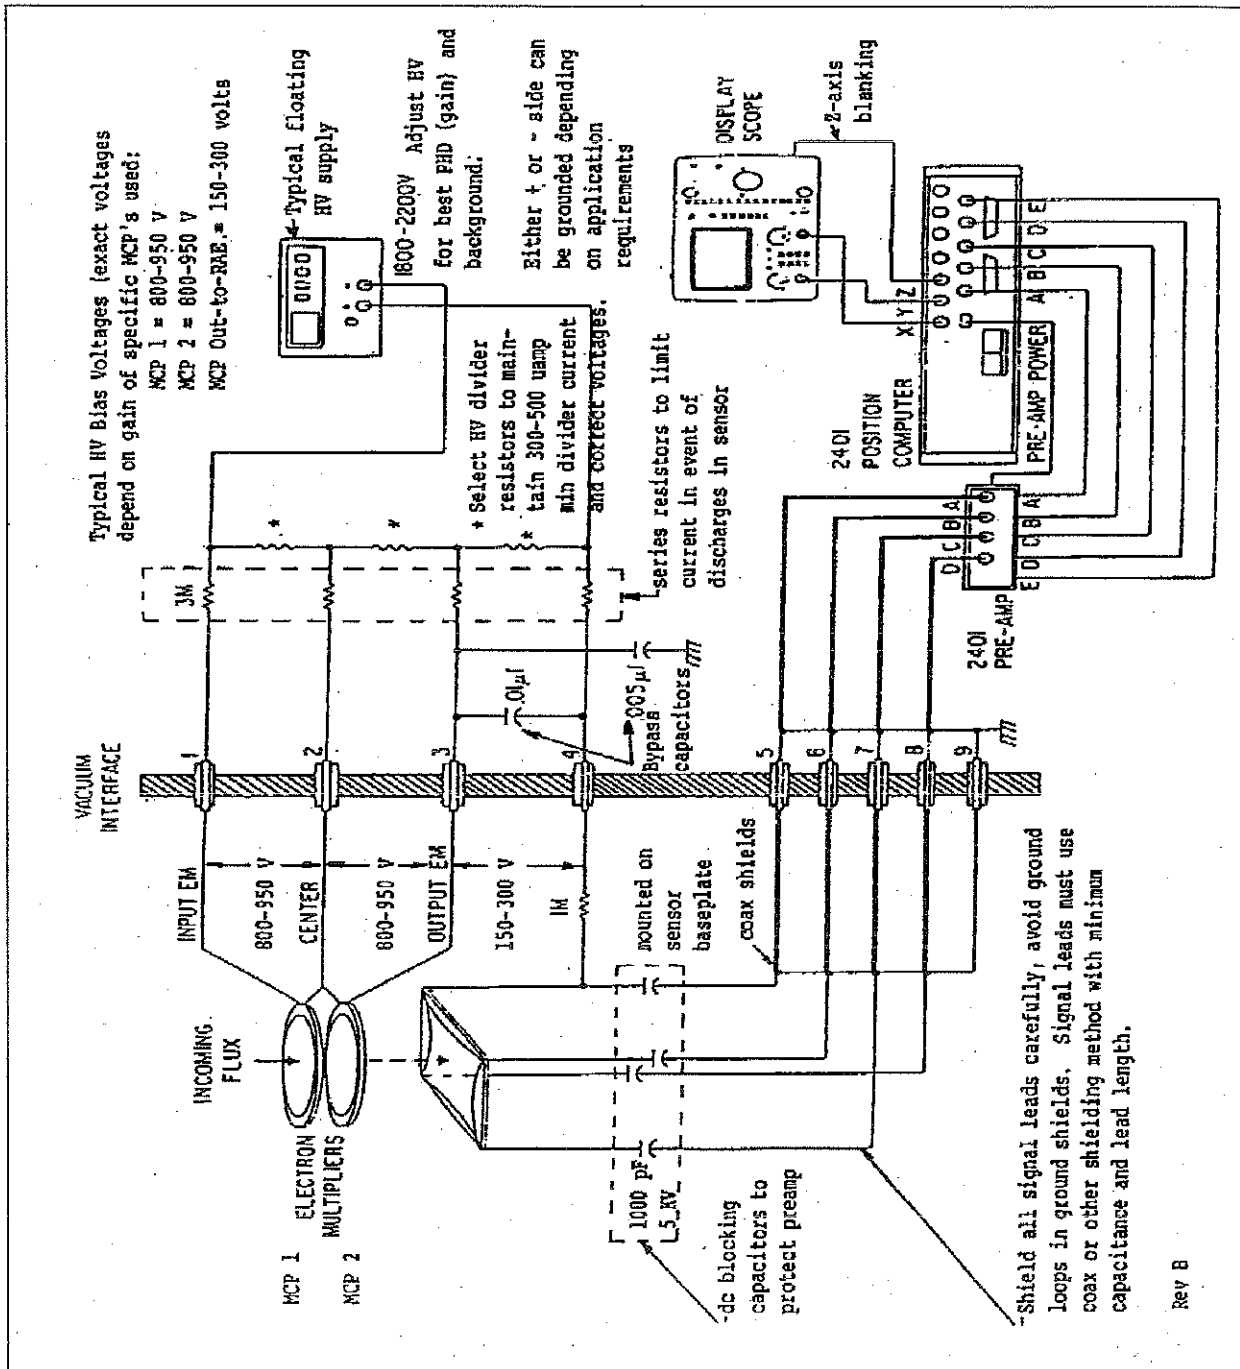 Typical HV Bias Voltages (exact voltages
depend on gain of specific MCP's used:
MCP 1 = 800-950 V
MCP 2 = 800-950 V
MCP Out-to-RAE.= 150-300 volts
Typical floating
HV supply
0000
1800-2200V Adjust HV
for best PHD (gain) and
background.
Either + or - side can
be grounded depending
on application
requirements
* Select HV divider
resistors to main-
tain 300-500 uamp
min divider current
and correct voltages.
*
*
*
3M
series resistors to limit
current in event of
discharges in sensor
.01µf
.005µf
Bypass
capacitors
VACUUM
INTERFACE
1
2
3
4
5
6
7
8
9
INPUT EM
800-950 V
CENTER
800-950 V
OUTPUT EM
150-300 V
1M
INCOMING
FLUX
MCP 1
MCP 2
ELECTRON
MULTIPLIERS
mounted on
sensor
baseplate
coax shields
1000 pF
5 KV
dc blocking
capacitors to
protect preamp
DISPLAY
SCOPE
Z-axis
blanking
2401
POSITION
COMPUTER
X Y Z
A B C D E
PRE-AMP POWER
2401
PRE-AMP
D C B A
E D C B A
Shield all signal leads carefully, avoid ground
loops in ground shields. Signal leads must use
coax or other shielding method with minimum
capacitance and lead length.
Rev B